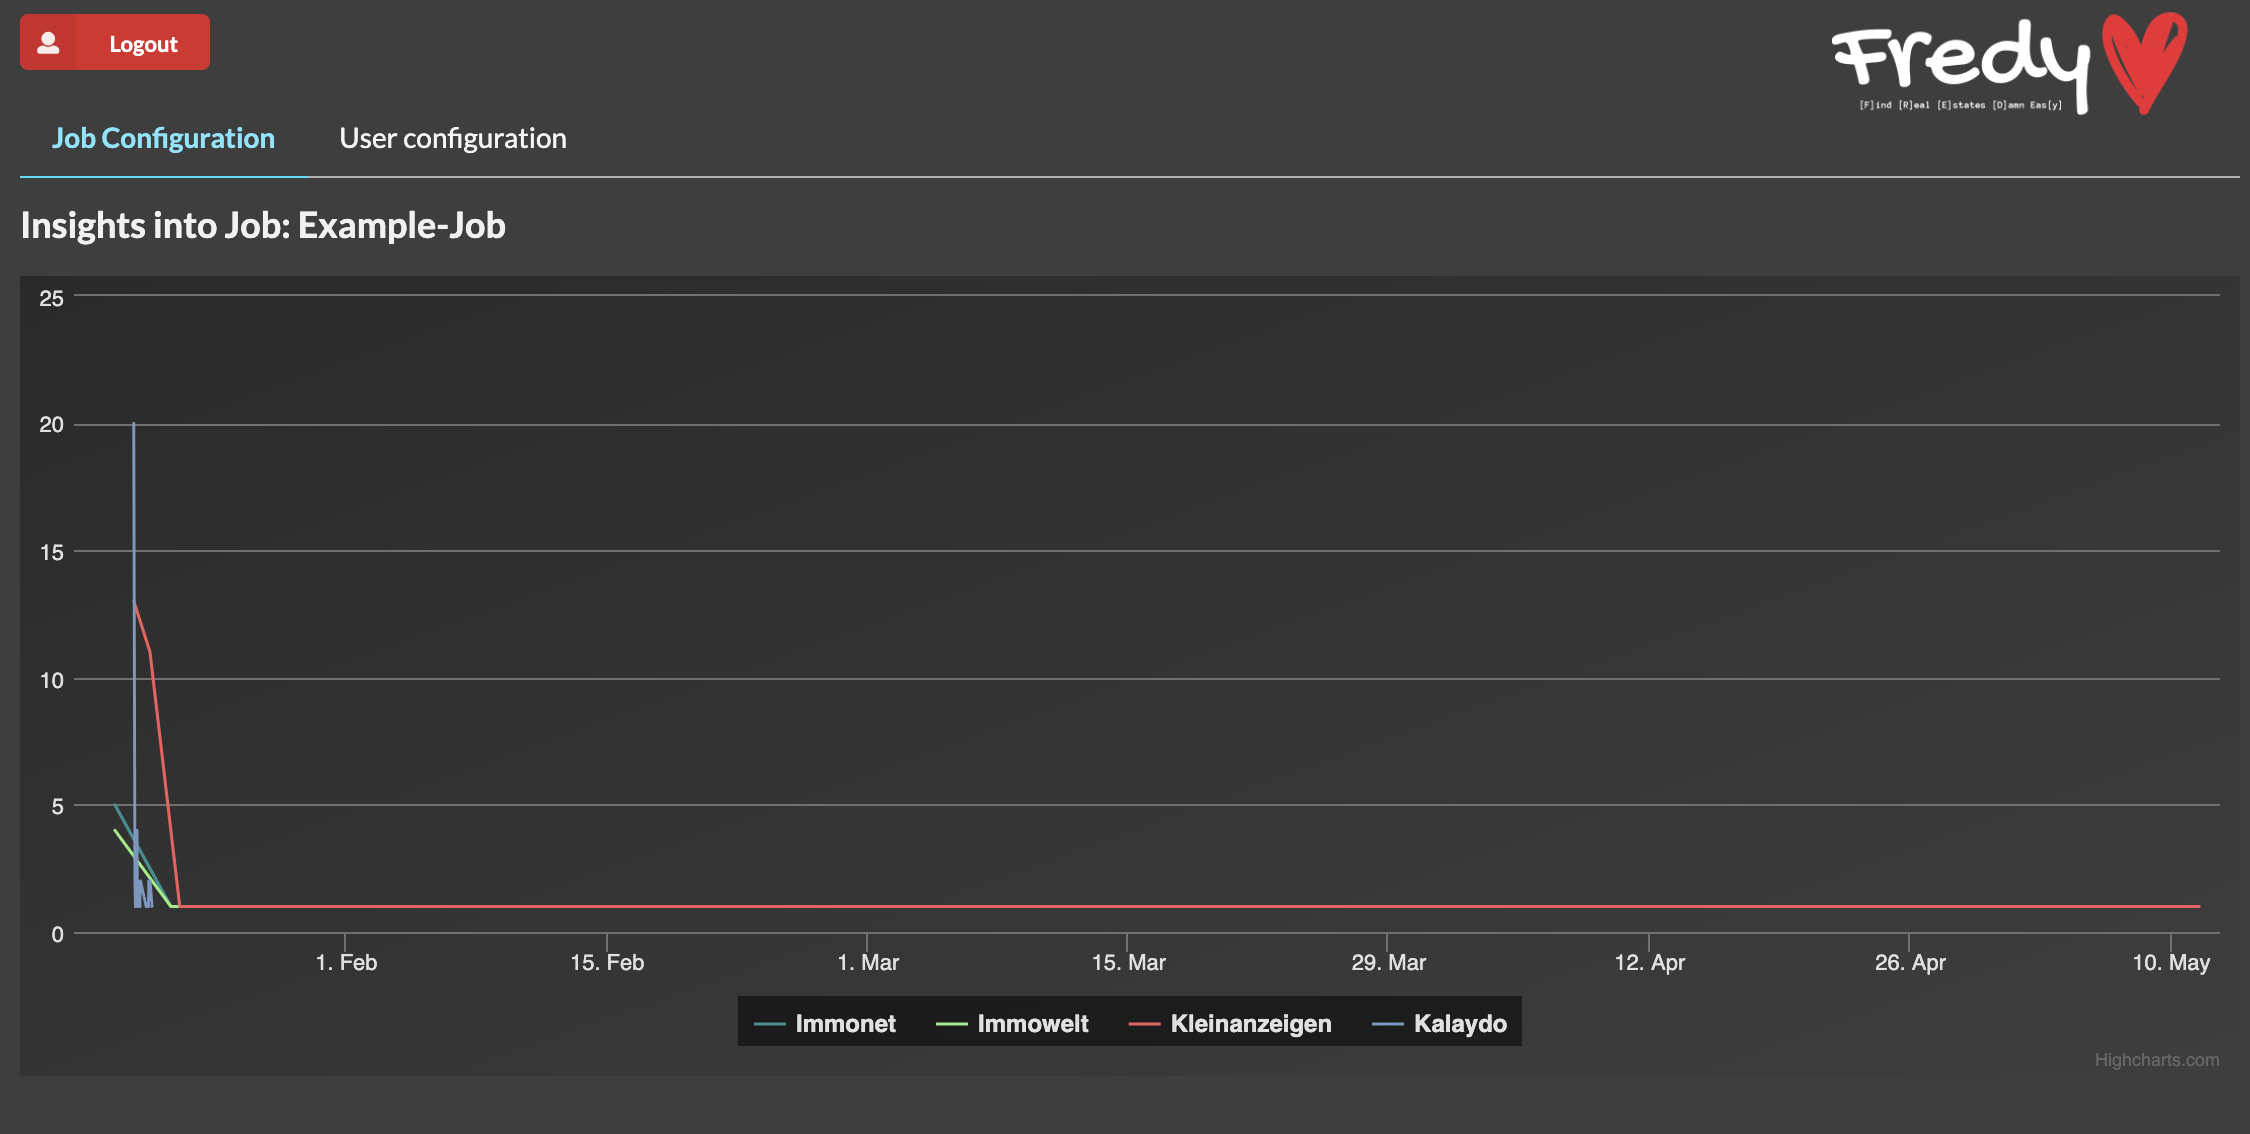 Logout
Fredy
[F]ind [R]eal [E]states [D]amn Eas[y]
Job Configuration
User configuration
Insights into Job: Example-Job
25
20
15
10
5
0
1. Feb
15. Feb
1. Mar
15. Mar
29. Mar
12. Apr
26. Apr
10. May
Immonet
Immowelt
Kleinanzeigen
Kalaydo
Highcharts.com